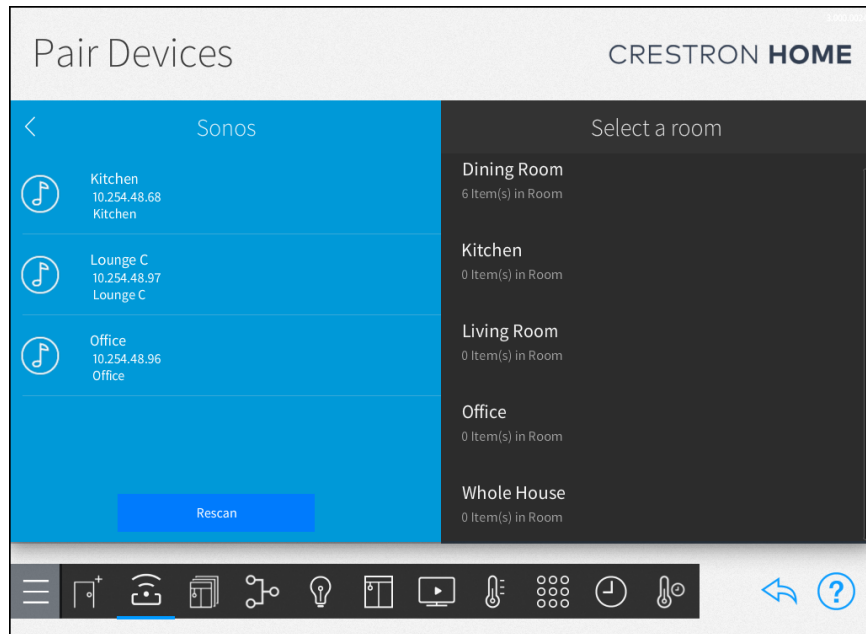 Pair Devices
CRESTRON HOME
Sonos
Kitchen
10.254.48.68
Kitchen
Lounge C
10.254.48.97
Lounge C
Office
10.254.48.96
Office
Rescan
Select a room
Dining Room
6 Item(s) in Room
Kitchen
0 Item(s) in Room
Living Room
0 Item(s) in Room
Office
0 Item(s) in Room
Whole House
0 Item(s) in Room
?